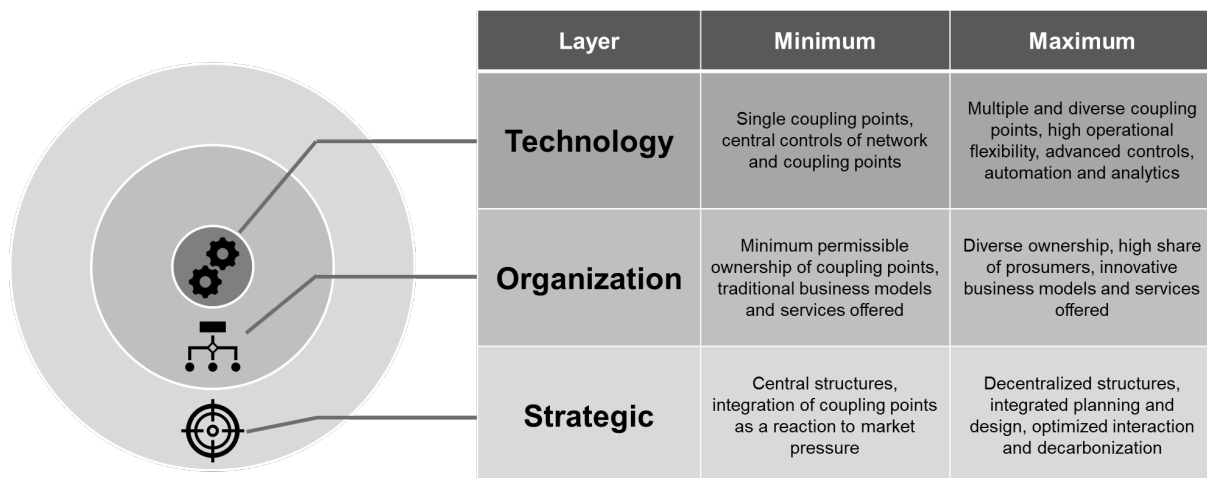 Layer
Minimum
Maximum
Technology
Single coupling points,
central controls of network
and coupling points
Multiple and diverse coupling
points, high operational
flexibility, advanced controls,
automation and analytics
Organization
Minimum permissible
ownership of coupling points,
traditional business models
and services offered
Diverse ownership, high share
of prosumers, innovative
business models and services
offered
Strategic
Central structures,
integration of coupling points
as a reaction to market
pressure
Decentralized structures,
integrated planning and
design, optimized interaction
and decarbonization